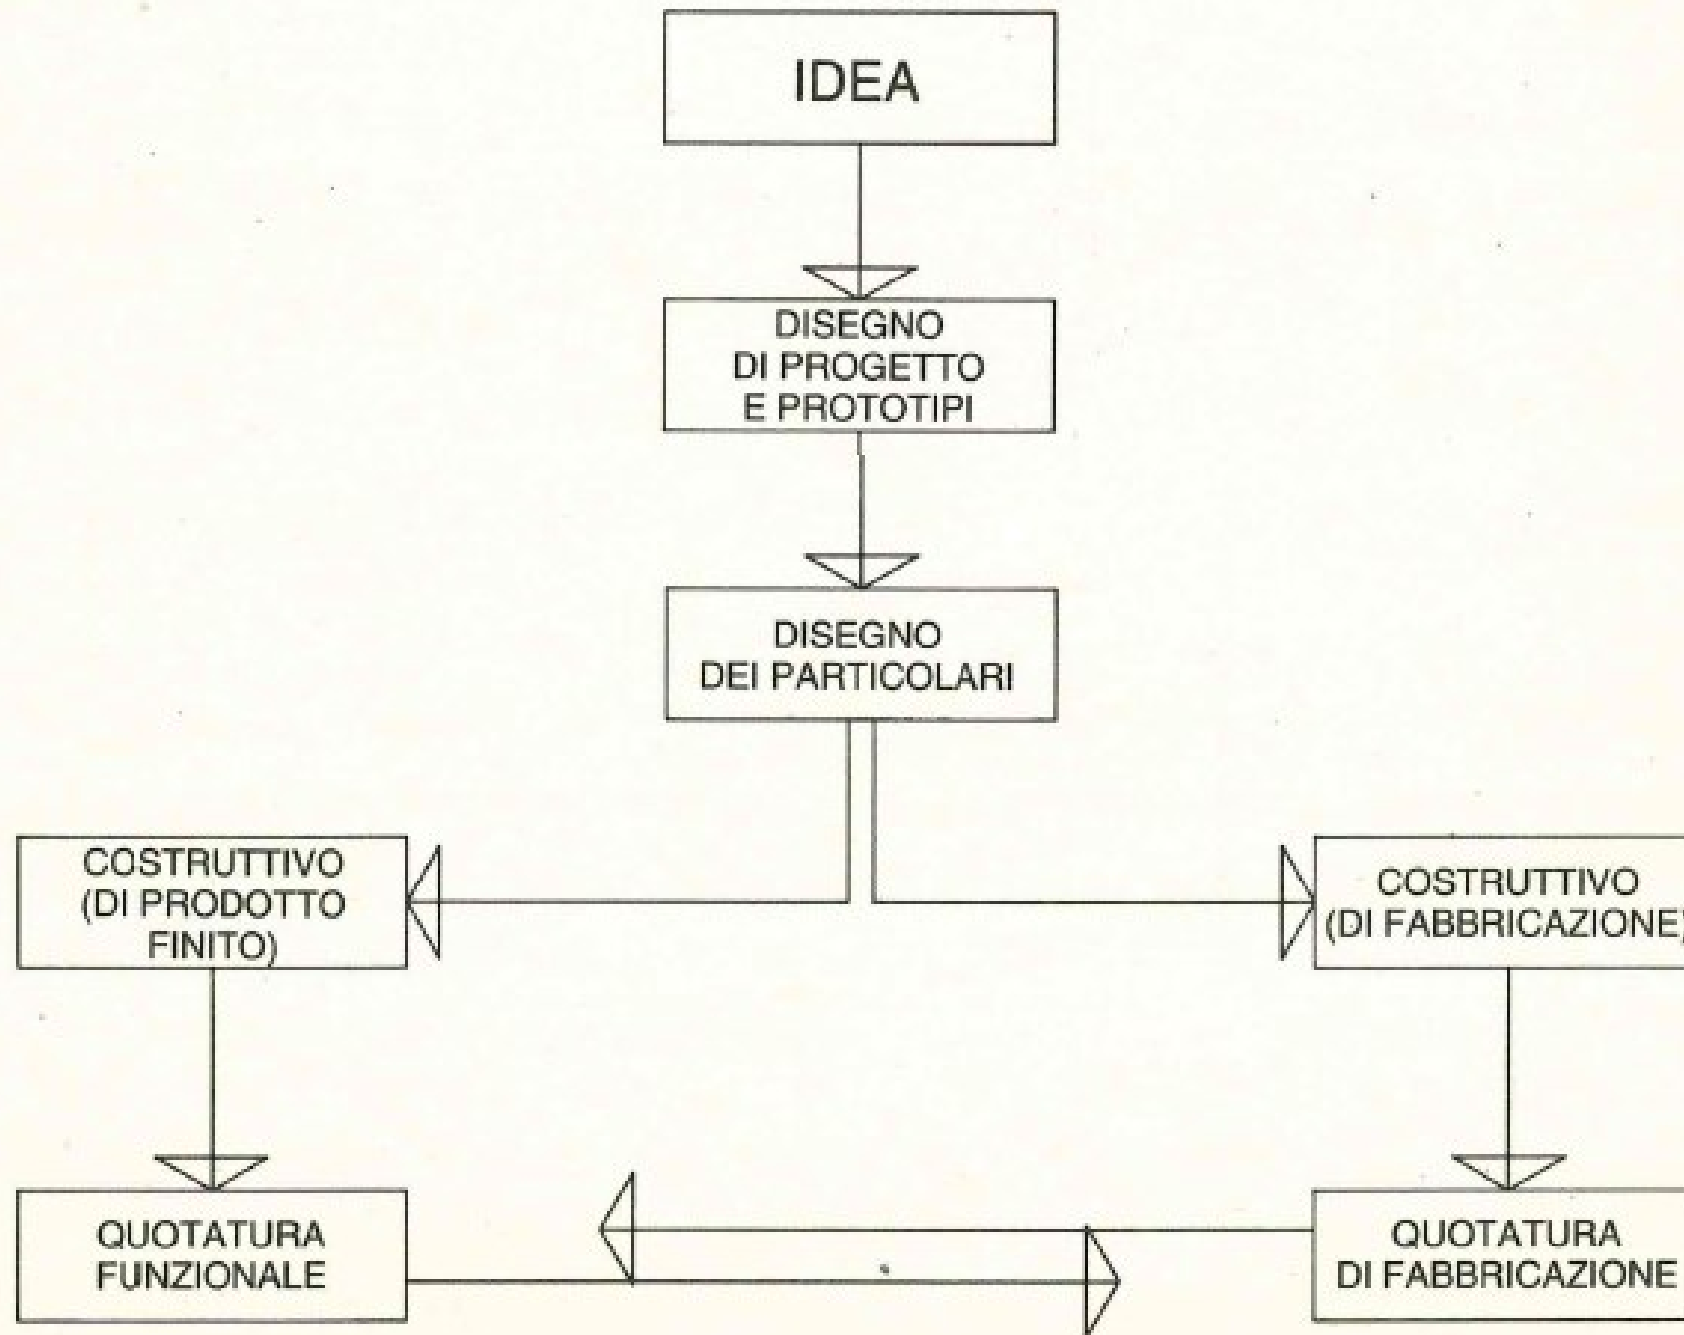 IDEA
DISEGNO
DI PROGETTO
E PROTOTIPI
DISEGNO
DEI PARTICOLARI
COSTRUTTIVO
(DI PRODOTTO
FINITO)
COSTRUTTIVO
(DI FABBRICAZIONE)
QUOTATURA
FUNZIONALE
QUOTATURA
DI FABBRICAZIONE